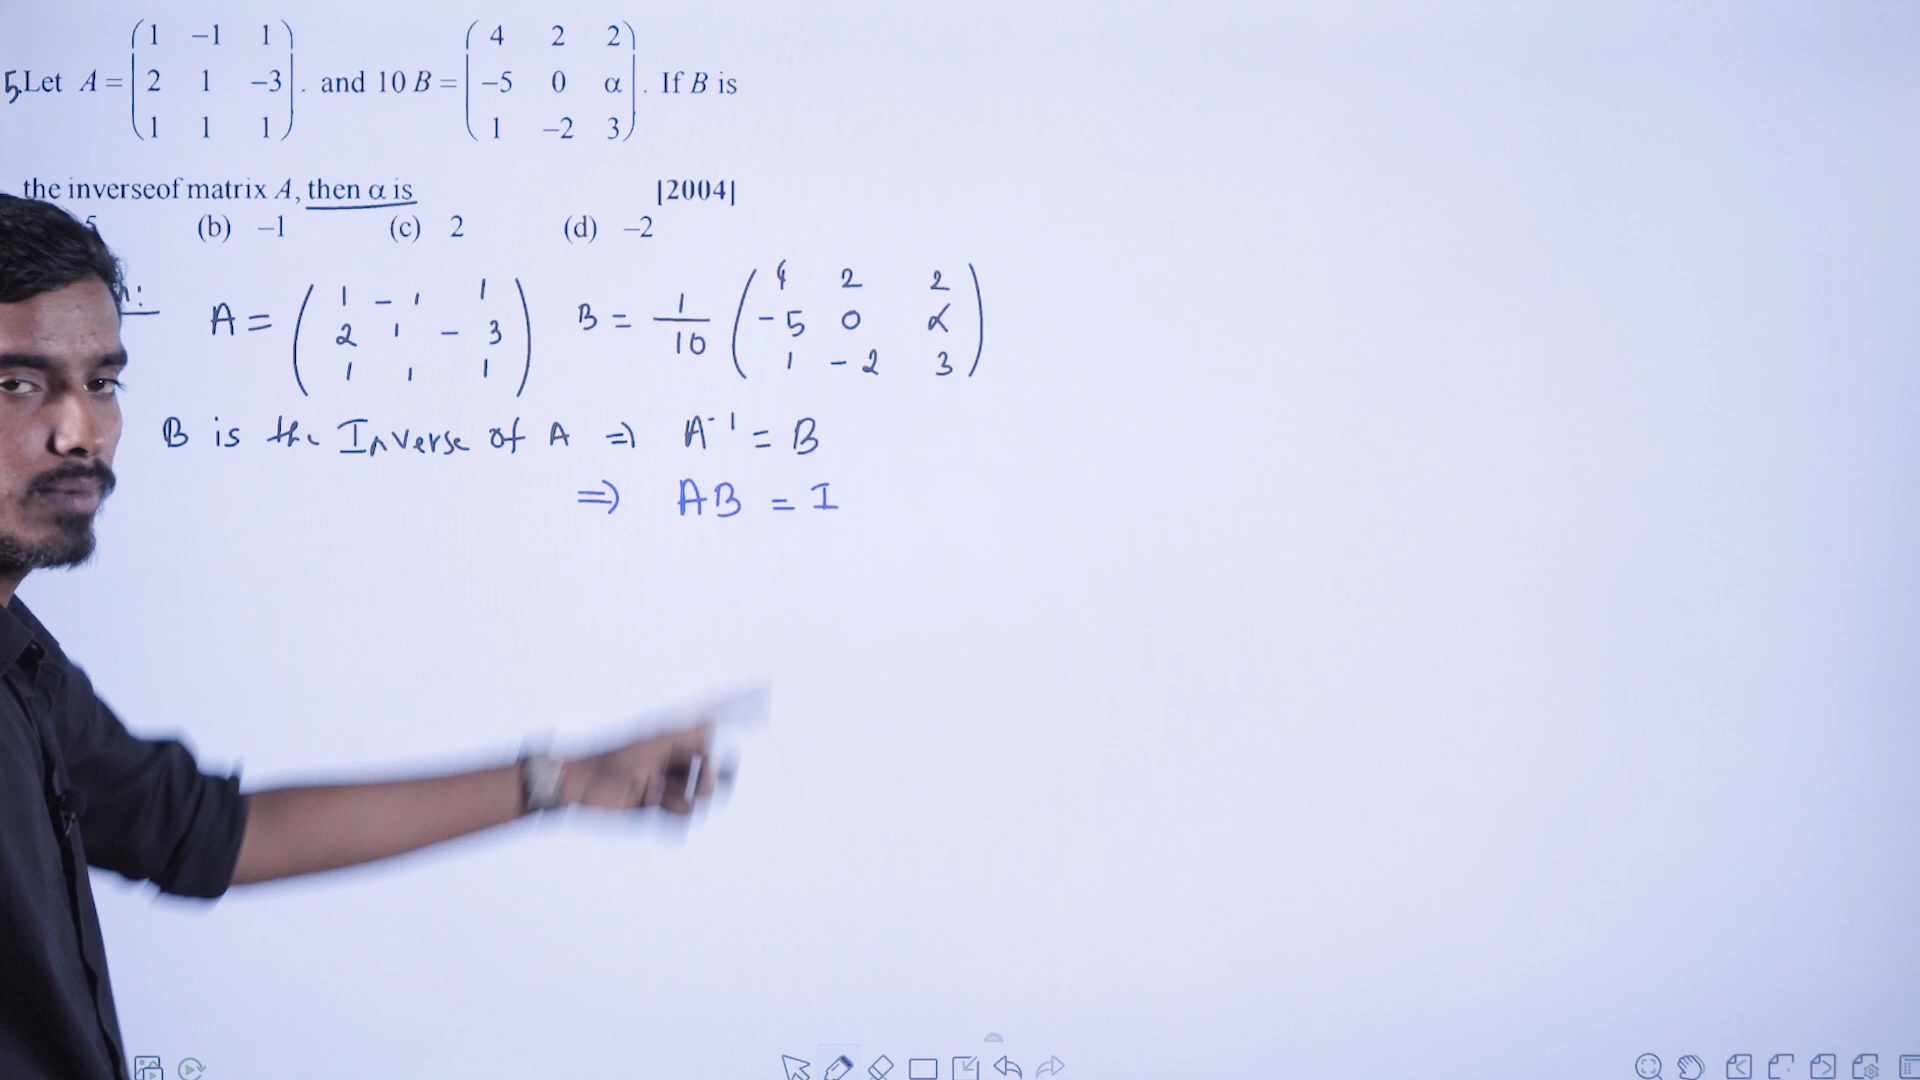 5. Let A = ( 1 −1 1 ; 2 1 −3 ; 1 1 1 ) . and 10 B = ( 4 2 2 ; −5 0 α ; 1 −2 3 ) . If B is
the inverseof matrix A, then α is [2004]
5 (b) −1 (c) 2 (d) −2
A = ( 1 -1 1 ; 2 1 -3 ; 1 1 1 ) B = 1/10 ( 4 2 2 ; -5 0 α ; 1 -2 3 )
B is the Inverse of A ⇒ A⁻¹ = B
⇒ AB = I